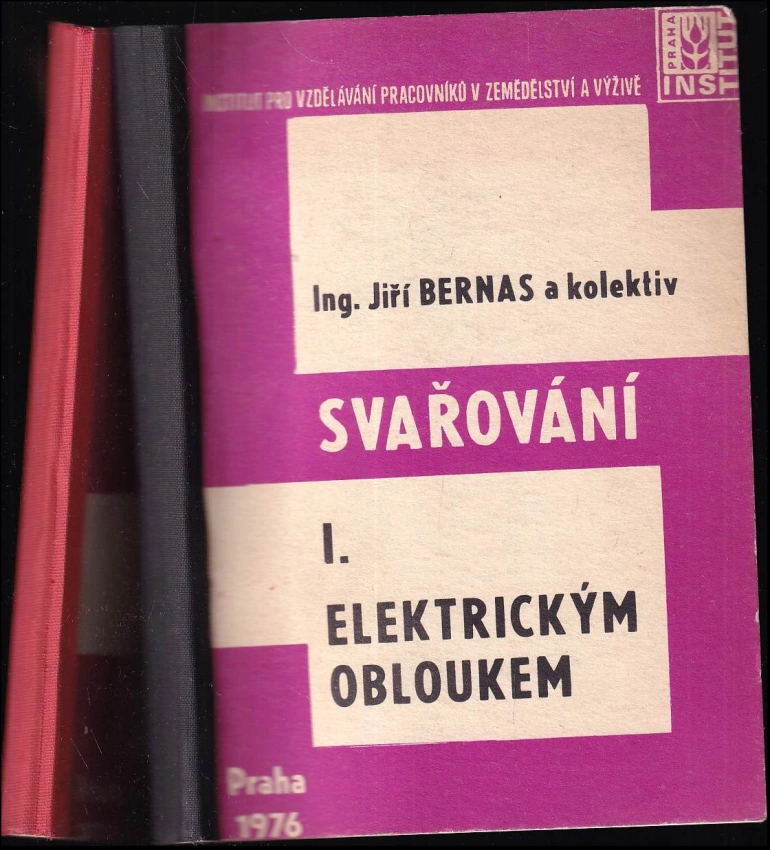 INSTITUT PRO VZDĚLÁVÁNÍ PRACOVNÍKŮ V ZEMĚDĚLSTVÍ A VÝŽIVĚ
PRAHA
INSTITUT
Ing. Jiří BERNAS a kolektiv
SVAŘOVÁNÍ
I.
ELEKTRICKÝM
OBLOUKEM
Praha
1976